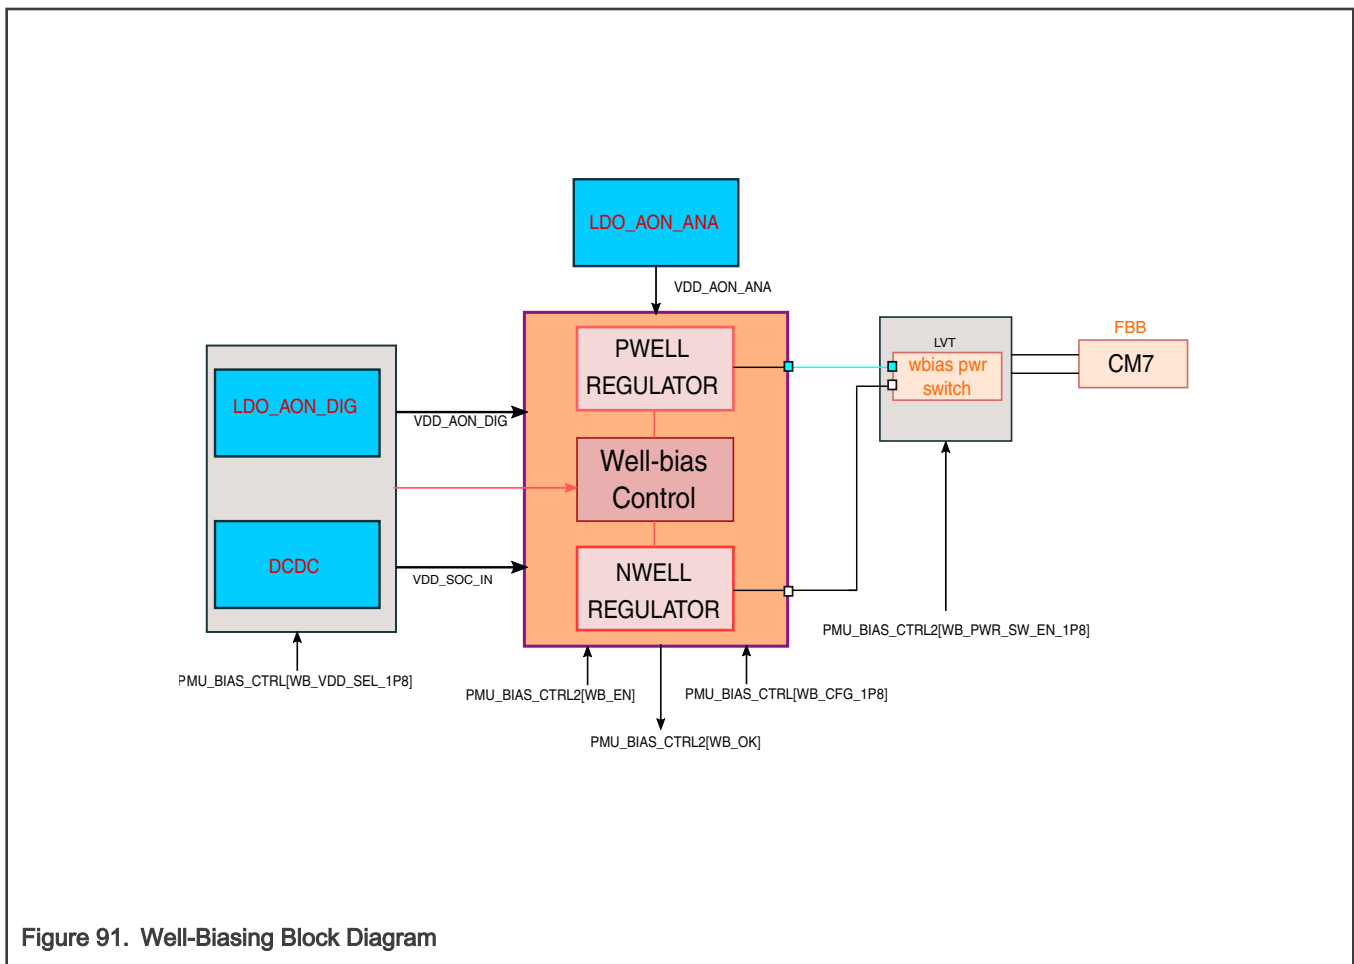 LDO_AON_ANA
VDD_AON_ANA
PWELL
REGULATOR
LVT
wbias pwr
switch
FBB
CM7
LDO_AON_DIG
VDD_AON_DIG
Well-bias
Control
DCDC
VDD_SOC_IN
NWELL
REGULATOR
PMU_BIAS_CTRL2[WB_PWR_SW_EN_1P8]
PMU_BIAS_CTRL[WB_VDD_SEL_1P8]
PMU_BIAS_CTRL2[WB_EN]
PMU_BIAS_CTRL[WB_CFG_1P8]
PMU_BIAS_CTRL2[WB_OK]
Figure 91. Well-Biasing Block Diagram